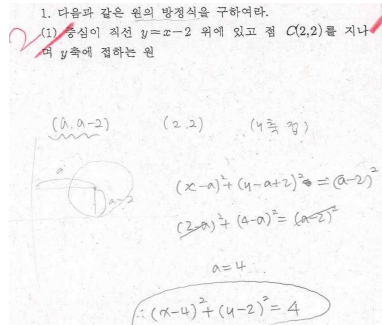 1. 다음과 같은 원의 방정식을 구하여라.
(1) 중심이 직선 y=x-2 위에 있고 점 C(2,2)를 지나
며 y축에 접하는 원
(a, a-2) (2,2) (y축 접)
a
a-2
(x-a)²+(y-a+2)²=(a-2)²
(2-a)²+(4-a)²=(a-2)²
a=4
∴(x-4)²+(y-2)²=4